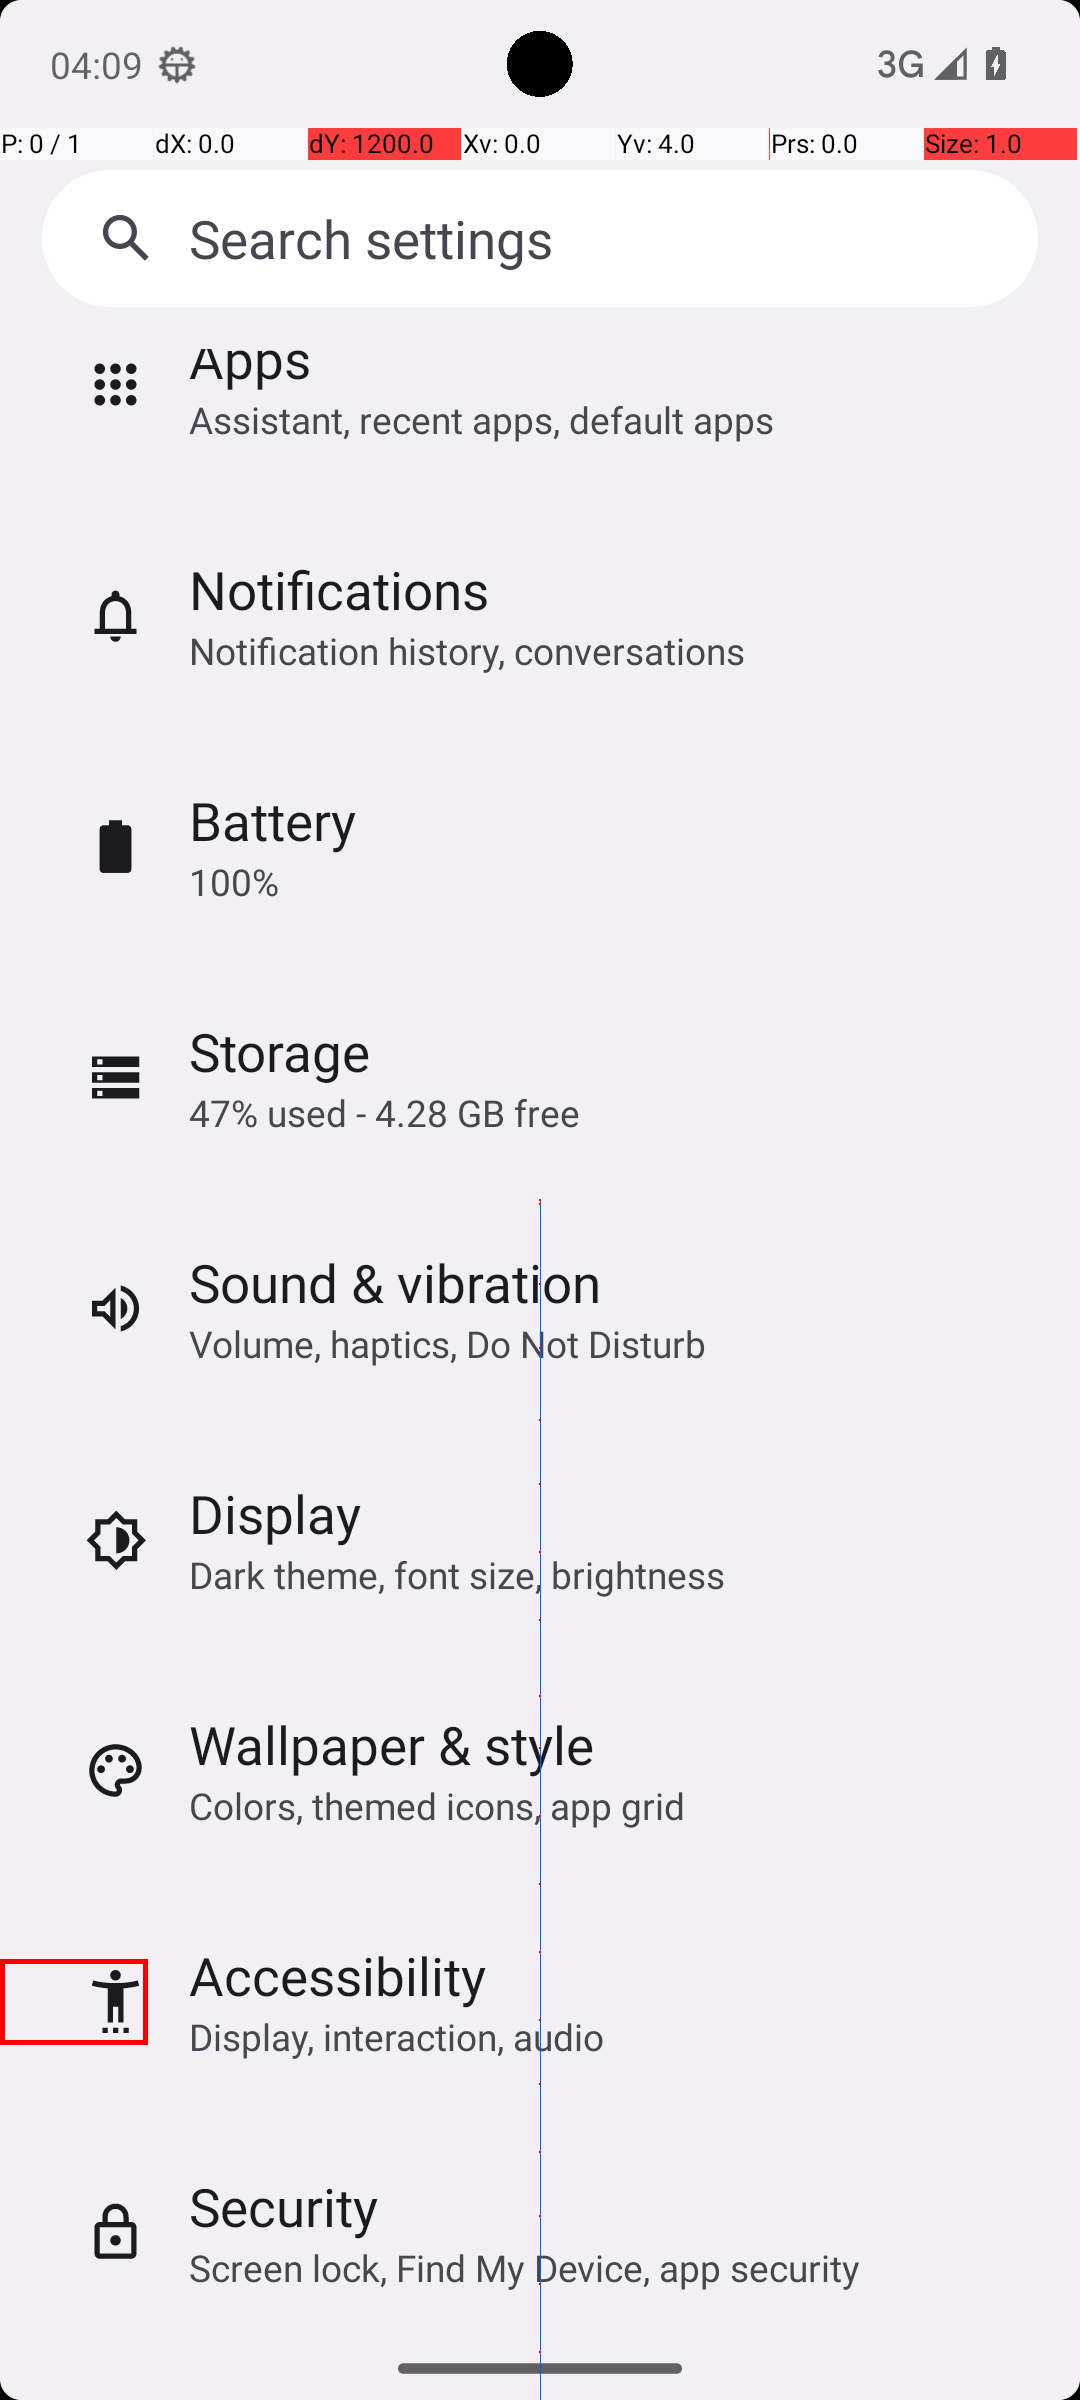 04:09
3G
P: 0 / 1 dX: 0.0 dY: 1200.0 Xv: 0.0 Yv: 4.0 Prs: 0.0 Size: 1.0
Search settings
Apps
Assistant, recent apps, default apps
Notifications
Notification history, conversations
Battery
100%
Storage
47% used - 4.28 GB free
Sound & vibration
Volume, haptics, Do Not Disturb
Display
Dark theme, font size, brightness
Wallpaper & style
Colors, themed icons, app grid
Accessibility
Display, interaction, audio
Security
Screen lock, Find My Device, app security